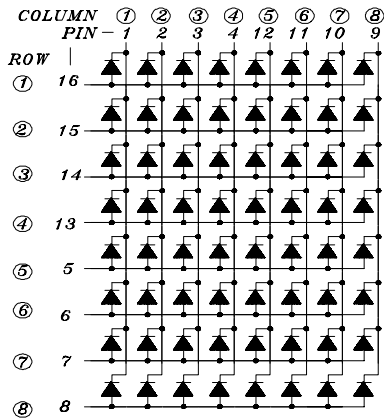 COLUMN ① ② ③ ④ ⑤ ⑥ ⑦ ⑧
PIN 1 2 3 4 12 11 10 9
ROW
① 16
② 15
③ 14
④ 13
⑤ 5
⑥ 6
⑦ 7
⑧ 8